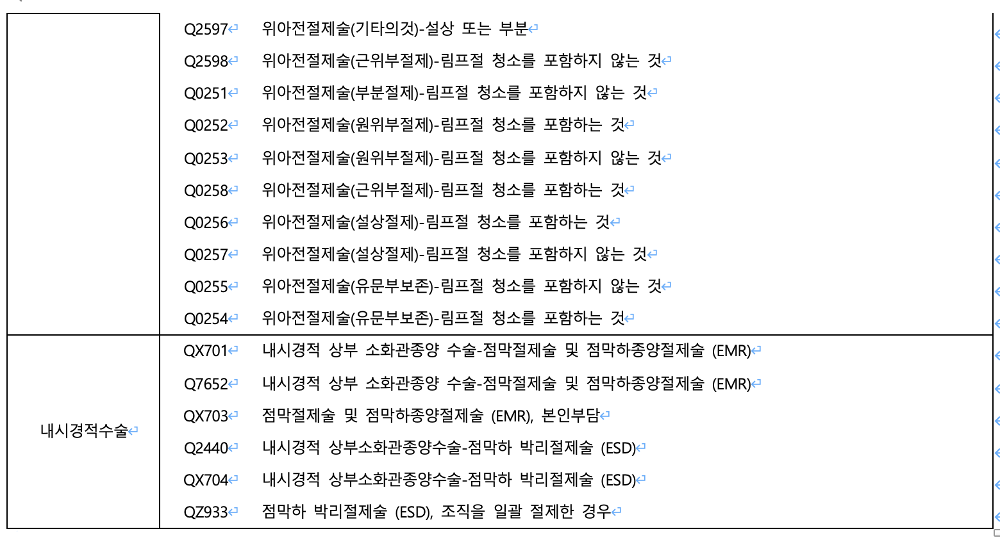 Q2597 위아전절제술(기타의것)-설상 또는 부분
Q2598 위아전절제술(근위부절제)-림프절 청소를 포함하지 않는 것
Q0251 위아전절제술(부분절제)-림프절 청소를 포함하지 않는 것
Q0252 위아전절제술(원위부절제)-림프절 청소를 포함하는 것
Q0253 위아전절제술(원위부절제)-림프절 청소를 포함하지 않는 것
Q0258 위아전절제술(근위부절제)-림프절 청소를 포함하는 것
Q0256 위아전절제술(설상절제)-림프절 청소를 포함하는 것
Q0257 위아전절제술(설상절제)-림프절 청소를 포함하지 않는 것
Q0255 위아전절제술(유문부보존)-림프절 청소를 포함하지 않는 것
Q0254 위아전절제술(유문부보존)-림프절 청소를 포함하는 것
내시경적수술
QX701 내시경적 상부 소화관종양 수술-점막절제술 및 점막하종양절제술 (EMR)
Q7652 내시경적 상부 소화관종양 수술-점막절제술 및 점막하종양절제술 (EMR)
QX703 점막절제술 및 점막하종양절제술 (EMR), 본인부담
Q2440 내시경적 상부소화관종양수술-점막하 박리절제술 (ESD)
QX704 내시경적 상부소화관종양수술-점막하 박리절제술 (ESD)
QZ933 점막하 박리절제술 (ESD), 조직을 일괄 절제한 경우